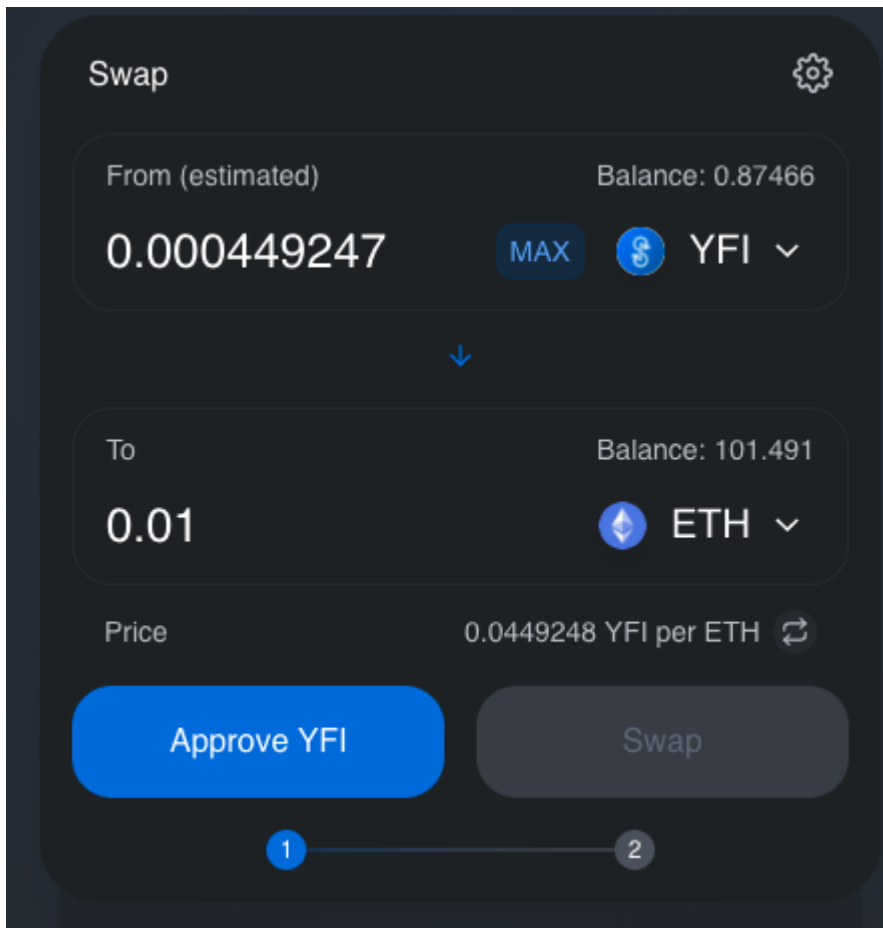 Swap
From (estimated) Balance: 0.87466
0.000449247 MAX YFI
To Balance: 101.491
0.01 ETH
Price 0.0449248 YFI per ETH
Approve YFI Swap
1 2